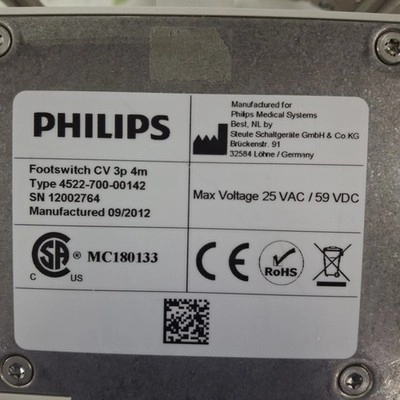 PHILIPS
Manufactured for
Philips Medical Systems
Best, NL by
Steute Schaltgeräte GmbH & Co KG
Brückenstr. 91
32584 Löhne / Germany
Footswitch CV 3p 4m
Type 4522-700-00142
SN 12002764
Manufactured 09/2012
Max Voltage 25 VAC / 59 VDC
SA ® MC180133
C US
CE RoHS